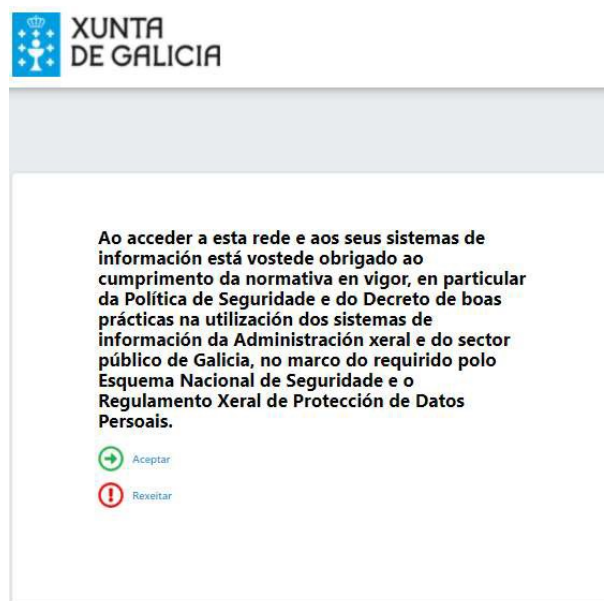 XUNTA
DE GALICIA
Ao acceder a esta rede e aos seus sistemas de
información está vostede obrigado ao
cumprimento da normativa en vigor, en particular
da Política de Seguridade e do Decreto de boas
prácticas na utilización dos sistemas de
información da Administración xeral e do sector
público de Galicia, no marco do requirido polo
Esquema Nacional de Seguridade e o
Regulamento Xeral de Protección de Datos
Persoais.
Aceptar
Rexeitar